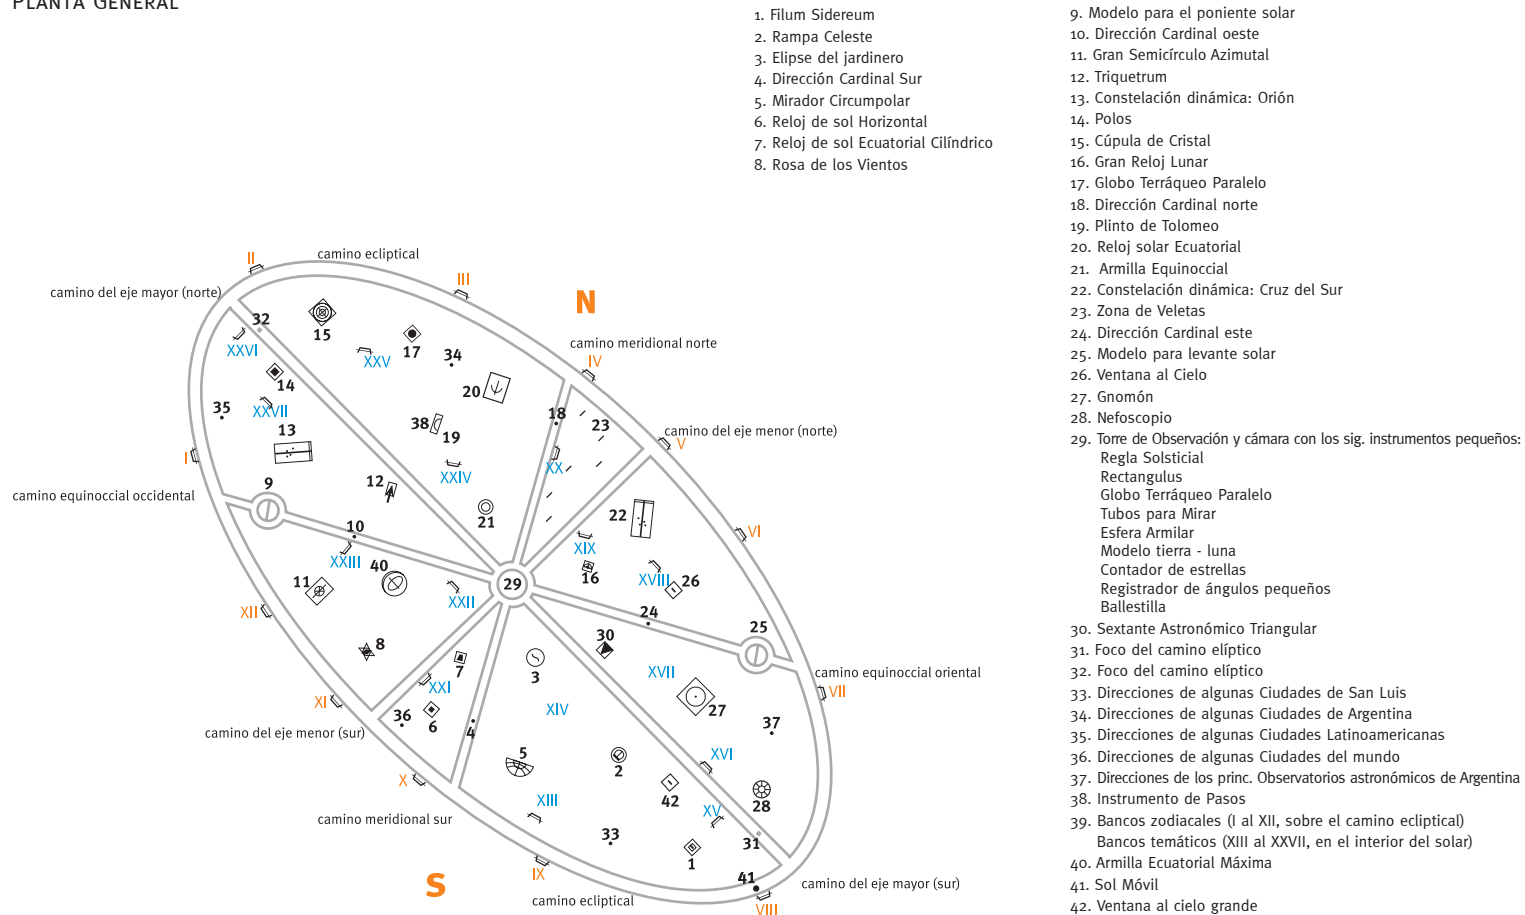 PLANTA GENERAL
1. Filum Sidereum
2. Rampa Celeste
3. Elipse del jardinero
4. Dirección Cardinal Sur
5. Mirador Circumpolar
6. Reloj de sol Horizontal
7. Reloj de sol Ecuatorial Cilíndrico
8. Rosa de los Vientos
9. Modelo para el poniente solar
10. Dirección Cardinal oeste
11. Gran Semicírculo Azimutal
12. Triquetrum
13. Constelación dinámica: Orión
14. Polos
15. Cúpula de Cristal
16. Gran Reloj Lunar
17. Globo Terráqueo Paralelo
18. Dirección Cardinal norte
19. Plinto de Tolomeo
20. Reloj solar Ecuatorial
21. Armilla Equinoccial
22. Constelación dinámica: Cruz del Sur
23. Zona de Veletas
24. Dirección Cardinal este
25. Modelo para levante solar
26. Ventana al Cielo
27. Gnomón
28. Nefoscopio
29. Torre de Observación y cámara con los sig. instrumentos pequeños:
Regla Solsticial
Rectangulus
Globo Terráqueo Paralelo
Tubos para Mirar
Esfera Armilar
Modelo tierra - luna
Contador de estrellas
Registrador de ángulos pequeños
Ballestilla
30. Sextante Astronómico Triangular
31. Foco del camino elíptico
32. Foco del camino elíptico
33. Direcciones de algunas Ciudades de San Luis
34. Direcciones de algunas Ciudades de Argentina
35. Direcciones de algunas Ciudades Latinoamericanas
36. Direcciones de algunas Ciudades del mundo
37. Direcciones de los princ. Observatorios astronómicos de Argentina
38. Instrumento de Pasos
39. Bancos zodiacales (I al XII, sobre el camino ecliptical)
Bancos temáticos (XIII al XXVII, en el interior del solar)
40. Armilla Ecuatorial Máxima
41. Sol Móvil
42. Ventana al cielo grande
II
camino ecliptical
III
camino del eje mayor (norte)
N
32
15
XXVI
XXV
17
34
camino meridional norte
IV
14
20
35
XXVII
18
23
38
19
13
camino del eje menor (norte)
V
I
XXIV
XX
12
9
camino equinoccial occidental
21
22
10
VI
XIX
XXIII
40
16
XVIII
26
11
29
XXII
XII
24
25
30
8
7
3
XVII
camino equinoccial oriental
XXI
VII
XI
XIV
27
36
6
4
37
camino del eje menor (sur)
5
XVI
2
X
42
28
XIII
XV
camino meridional sur
33
31
1
IX
41
S
camino del eje mayor (sur)
camino ecliptical
VIII